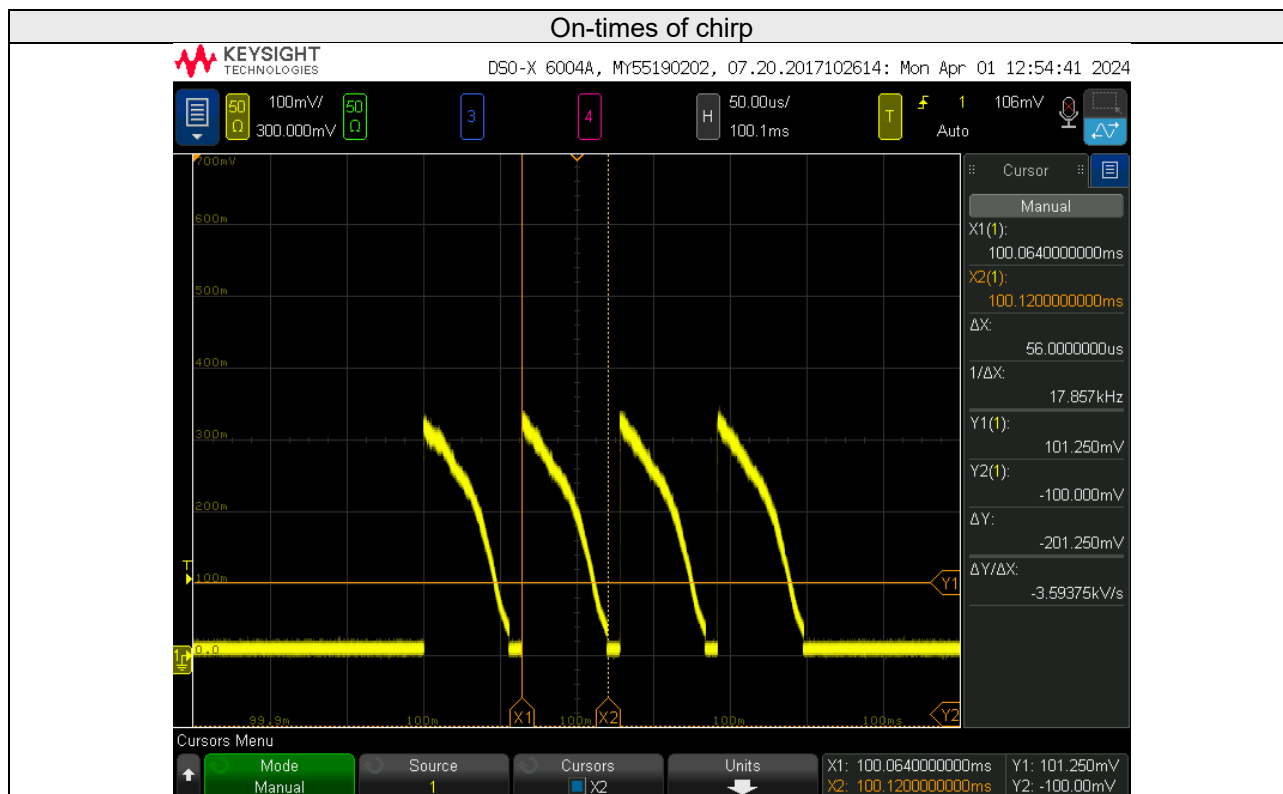 On-times of chirp
KEYSIGHT
TECHNOLOGIES
DSO-X 6004A, MY55190202, 07.20.2017102614: Mon Apr 01 12:54:41 2024
50 Ω 100mV/ 300.000mV 50 Ω 3 4 H 50.00us/ 100.1ms T 1 106mV Auto
700mV
600m
500m
400m
300m
200m
T
100m
0.0
1
Y1
X1
X2
Y2
99.9m 100m 100m 100m 100ms
Cursor
Manual
X1(1):
100.0640000000ms
X2(1):
100.1200000000ms
ΔX:
56.0000000us
1/ΔX:
17.857kHz
Y1(1):
101.250mV
Y2(1):
-100.000mV
ΔY:
-201.250mV
ΔY/ΔX:
-3.59375kV/s
Cursors Menu
Mode
Manual
Source
1
Cursors
X2
Units
X1: 100.0640000000ms Y1: 101.250mV
X2: 100.1200000000ms Y2: -100.00mV